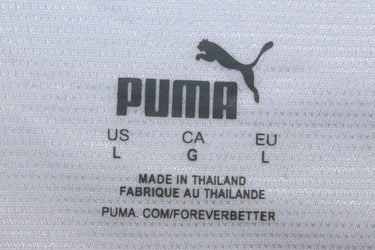 PUMA
US CA EU
L G L
MADE IN THAILAND
FABRIQUE AU THAILANDE
PUMA. COM/FOREVERBETTER